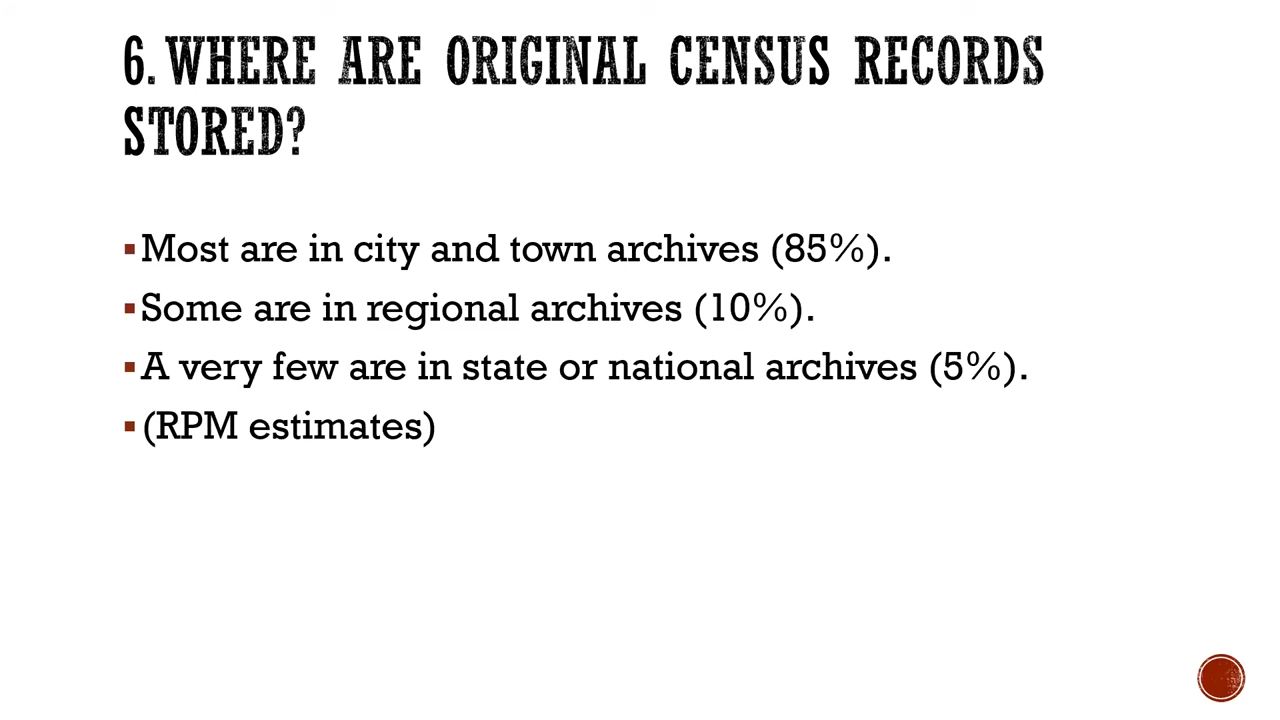 6. WHERE ARE ORIGINAL CENSUS RECORDS
STORED?
▪Most are in city and town archives (85%).
▪Some are in regional archives (10%).
▪A very few are in state or national archives (5%).
▪(RPM estimates)